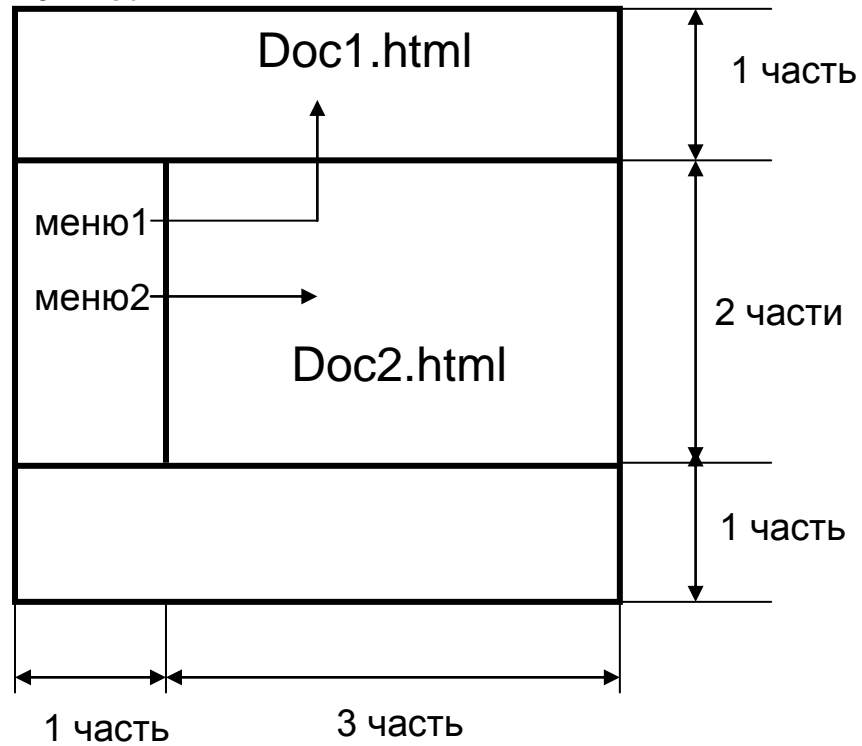 Doc1.html
1 часть
меню1
меню2
2 части
Doc2.html
1 часть
1 часть
3 часть